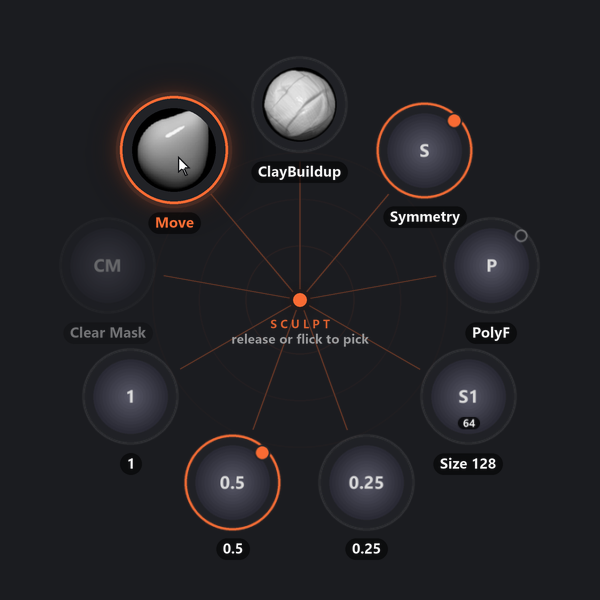 ClayBuildup
S
Symmetry
Move
CM
Clear Mask
P
PolyF
SCULPT
release or flick to pick
1
1
S1
64
Size 128
0.5
0.5
0.25
0.25